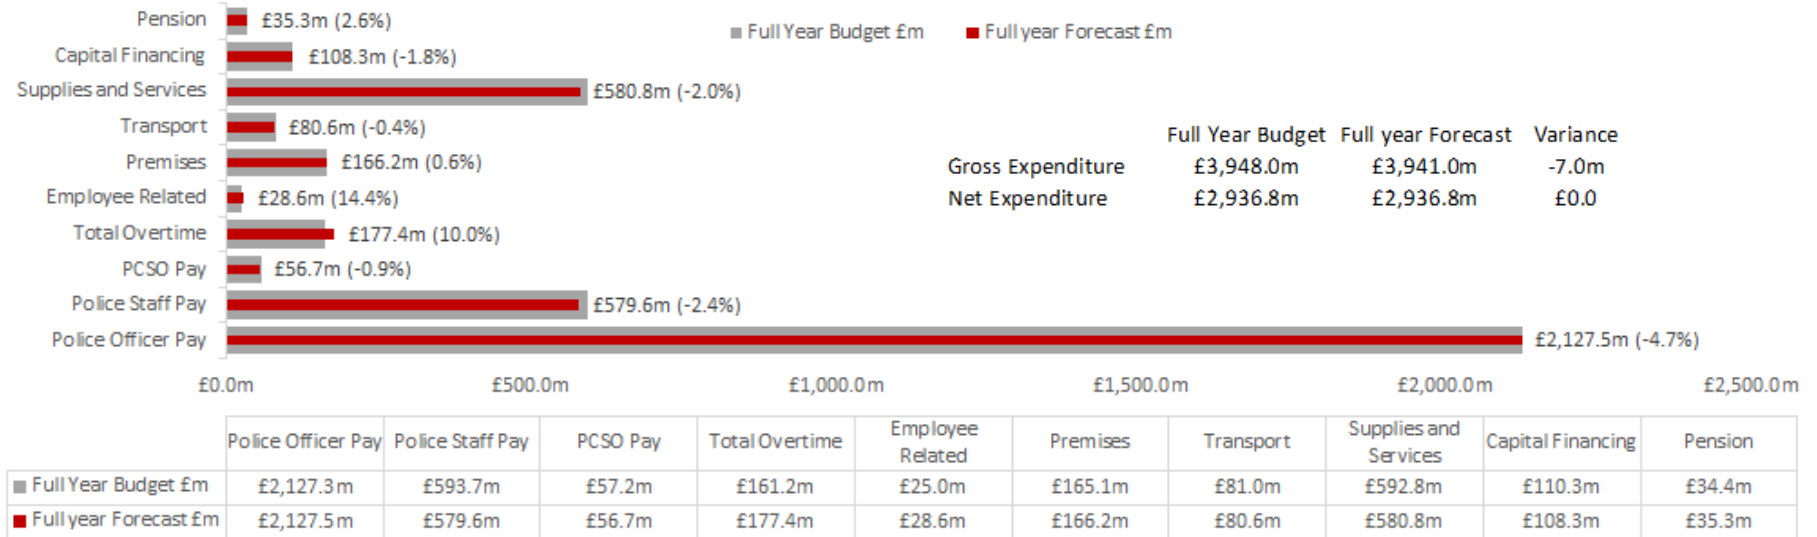 Pension £35.3m (2.6%)
Full Year Budget £m Full year Forecast £m
Capital Financing £108.3m (-1.8%)
Supplies and Services £580.8m (-2.0%)
Transport £80.6m (-0.4%)
Full Year Budget Full year Forecast Variance
Premises £166.2m (0.6%)
Gross Expenditure £3,948.0m £3,941.0m -7.0m
Employee Related £28.6m (14.4%)
Net Expenditure £2,936.8m £2,936.8m £0.0
Total Overtime £177.4m (10.0%)
PCSO Pay £56.7m (-0.9%)
Police Staff Pay £579.6m (-2.4%)
Police Officer Pay £2,127.5m (-4.7%)
£0.0m £500.0m £1,000.0m £1,500.0m £2,000.0m £2,500.0m
Police Officer Pay Police Staff Pay PCSO Pay Total Overtime Employee Related Premises Transport Supplies and Services Capital Financing Pension
Full Year Budget £m £2,127.3m £593.7m £57.2m £161.2m £25.0m £165.1m £81.0m £592.8m £110.3m £34.4m
Full year Forecast £m £2,127.5m £579.6m £56.7m £177.4m £28.6m £166.2m £80.6m £580.8m £108.3m £35.3m